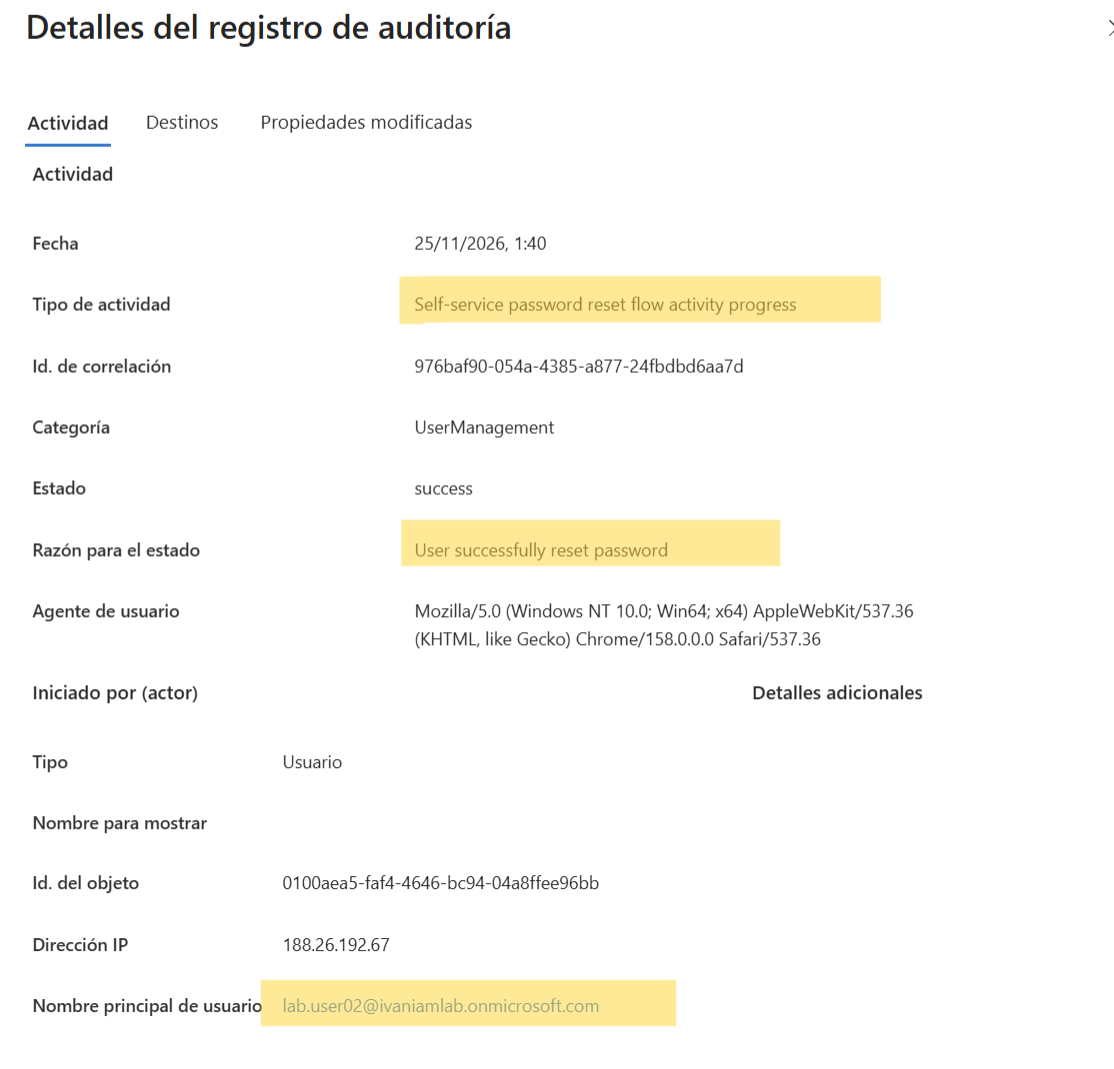 Detalles del registro de auditoría
Actividad Destinos Propiedades modificadas
Actividad
Fecha 25/11/2026, 1:40
Tipo de actividad Self-service password reset flow activity progress
Id. de correlación 976baf90-054a-4385-a877-24fbdbd6aa7d
Categoría UserManagement
Estado success
Razón para el estado User successfully reset password
Agente de usuario Mozilla/5.0 (Windows NT 10.0; Win64; x64) AppleWebKit/537.36
(KHTML, like Gecko) Chrome/158.0.0.0 Safari/537.36
Iniciado por (actor) Detalles adicionales
Tipo Usuario
Nombre para mostrar
Id. del objeto 0100aea5-faf4-4646-bc94-04a8ffee96bb
Dirección IP 188.26.192.67
Nombre principal de usuario lab.user02@ivaniamlab.onmicrosoft.com